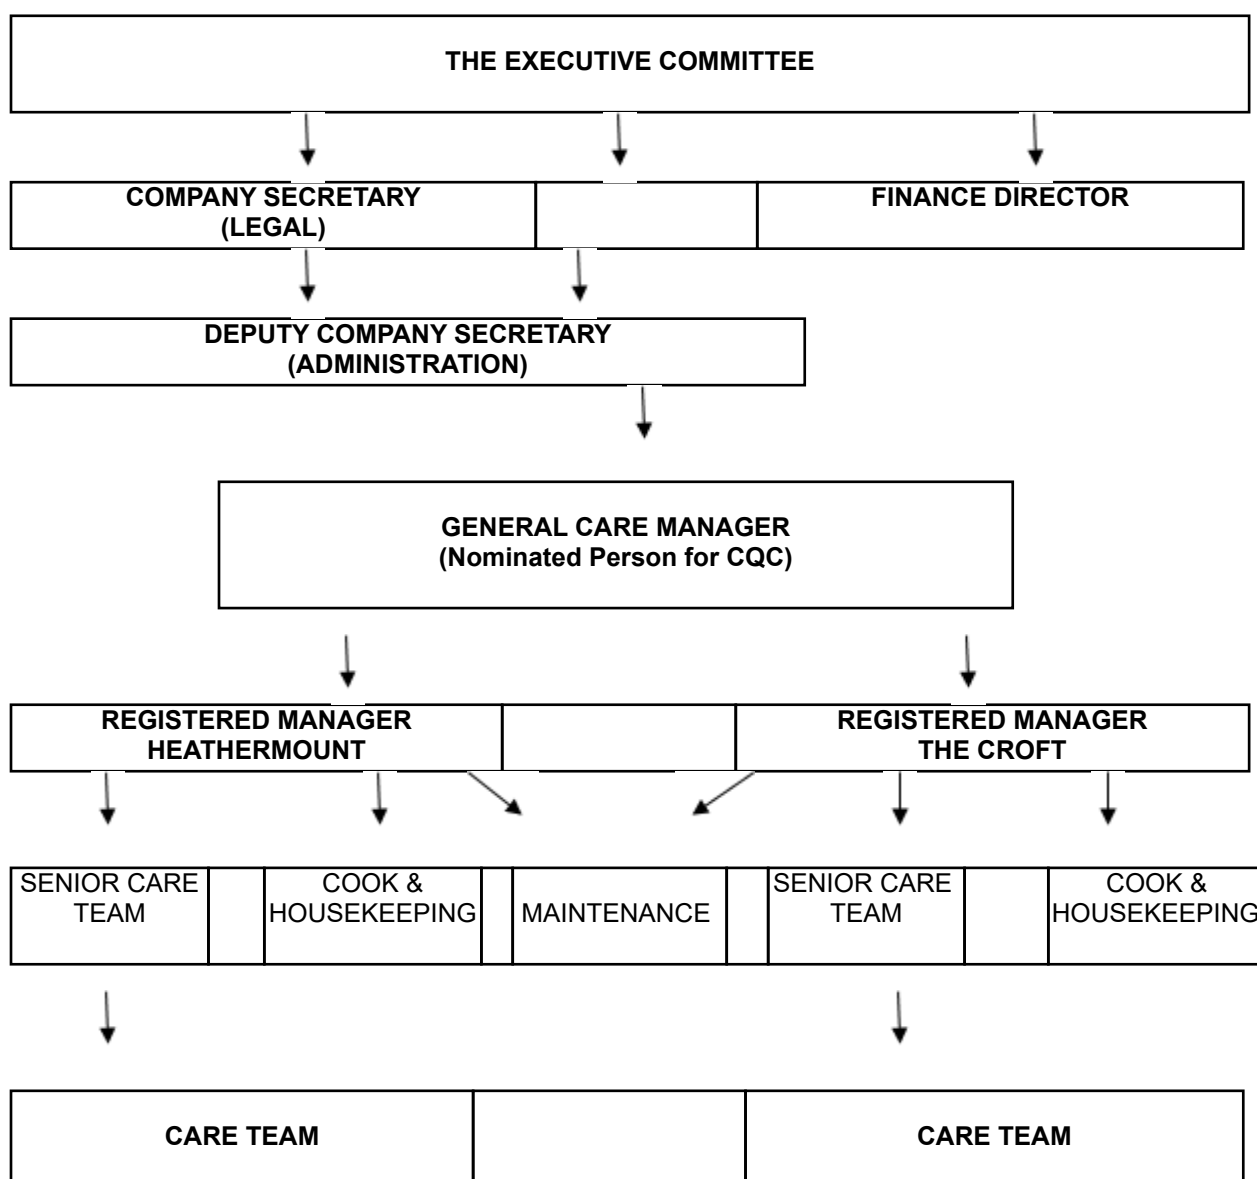 THE EXECUTIVE COMMITTEE
COMPANY SECRETARY
(LEGAL)
FINANCE DIRECTOR
DEPUTY COMPANY SECRETARY
(ADMINISTRATION)
GENERAL CARE MANAGER
(Nominated Person for CQC)
REGISTERED MANAGER
HEATHERMOUNT
REGISTERED MANAGER
THE CROFT
SENIOR CARE
TEAM
COOK &
HOUSEKEEPING
MAINTENANCE
SENIOR CARE
TEAM
COOK &
HOUSEKEEPING
CARE TEAM
CARE TEAM